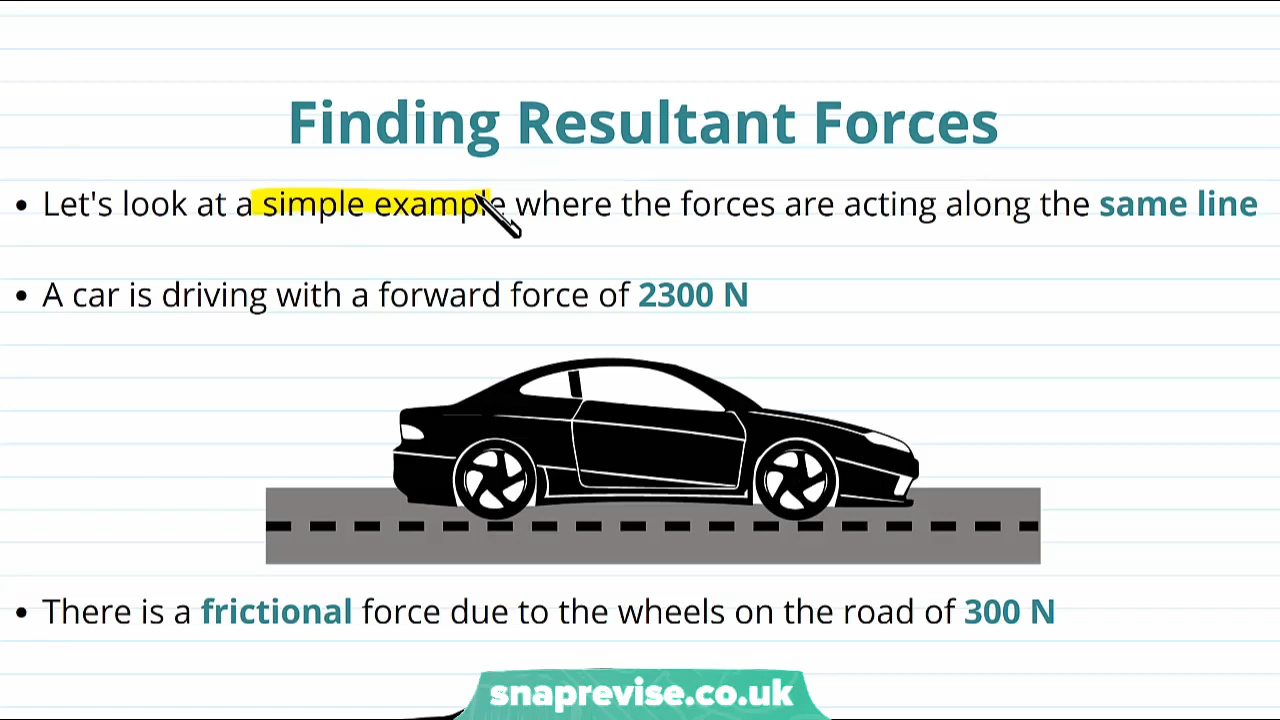 Finding Resultant Forces
• Let's look at a simple example where the forces are acting along the same line
• A car is driving with a forward force of 2300 N
• There is a frictional force due to the wheels on the road of 300 N
snaprevise.co.uk